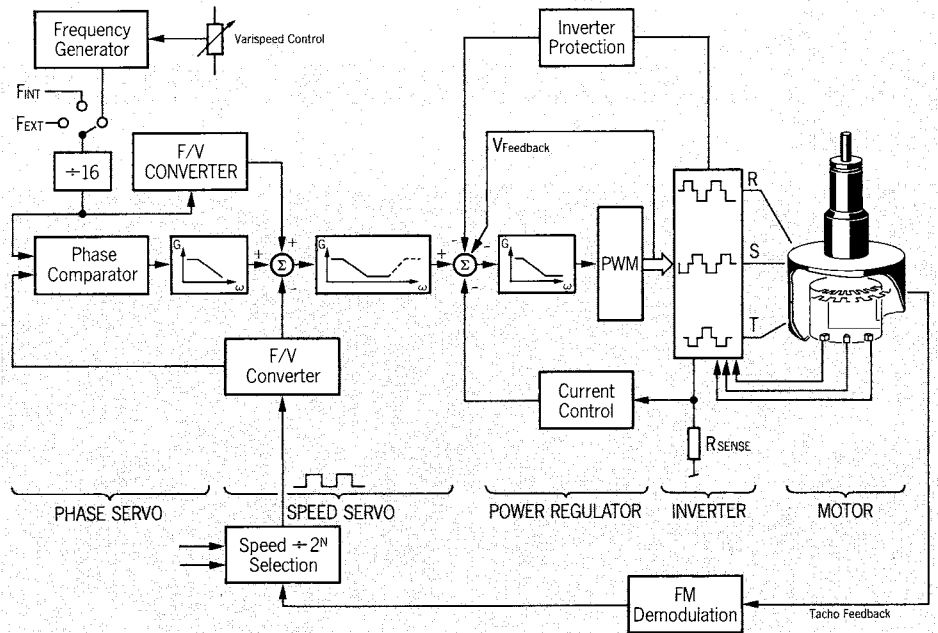 Frequency
Generator
Varispeed Control
Inverter
Protection
FINT
FEXT
÷16
F/V
CONVERTER
VFeedback
R
S
T
Phase
Comparator
G
ω
+
+
Σ
-
G
ω
+
-
-
-
Σ
-
G
ω
PWM
F/V
Converter
Current
Control
RSENSE
PHASE SERVO
SPEED SERVO
POWER REGULATOR
INVERTER
MOTOR
Speed ÷2ᴺ
Selection
FM
Demodulation
Tacho Feedback